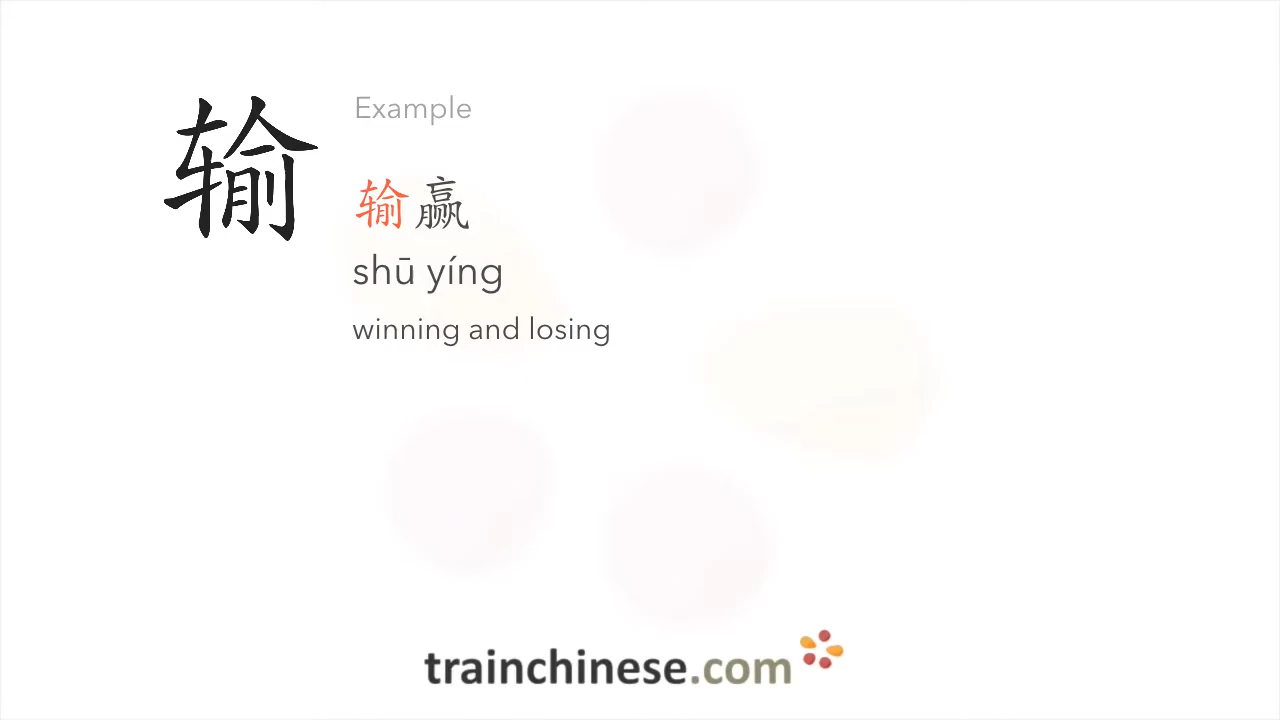 输
Example
输赢
shū yíng
winning and losing
trainchinese.com